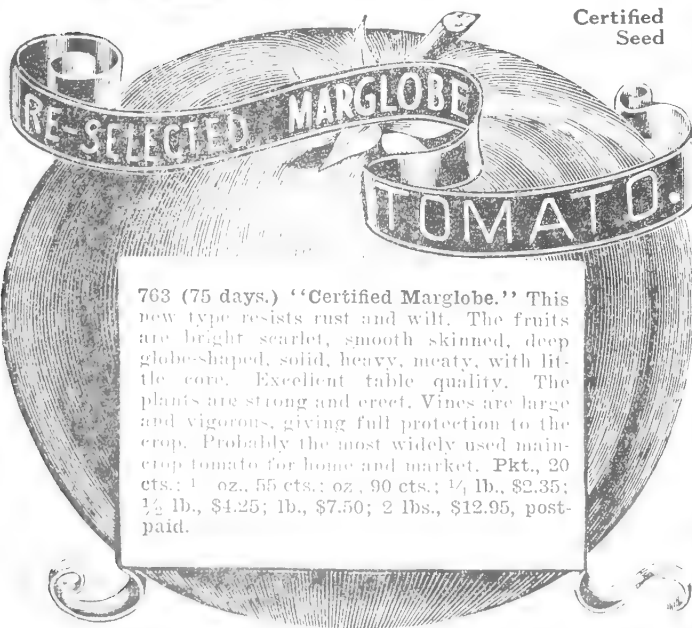 Certified
Seed
RE-SELECTED MARGLOBE
TOMATO.
763 (75 days.) "Certified Marglobe." This
new type resists rust and wilt. The fruits
are bright scarlet, smooth skinned, deep
globe-shaped, solid, heavy, meaty, with lit-
tle core. Excellent table quality. The
plants are strong and erect. Vines are large
and vigorous, giving full protection to the
crop. Probably the most widely used main-
crop tomato for home and market. Pkt., 20
cts.; oz., 55 cts.; oz., 90 cts.; ¼ lb., $2.35;
½ lb., $4.25; lb., $7.50; 2 lbs., $12.95, post-
paid.